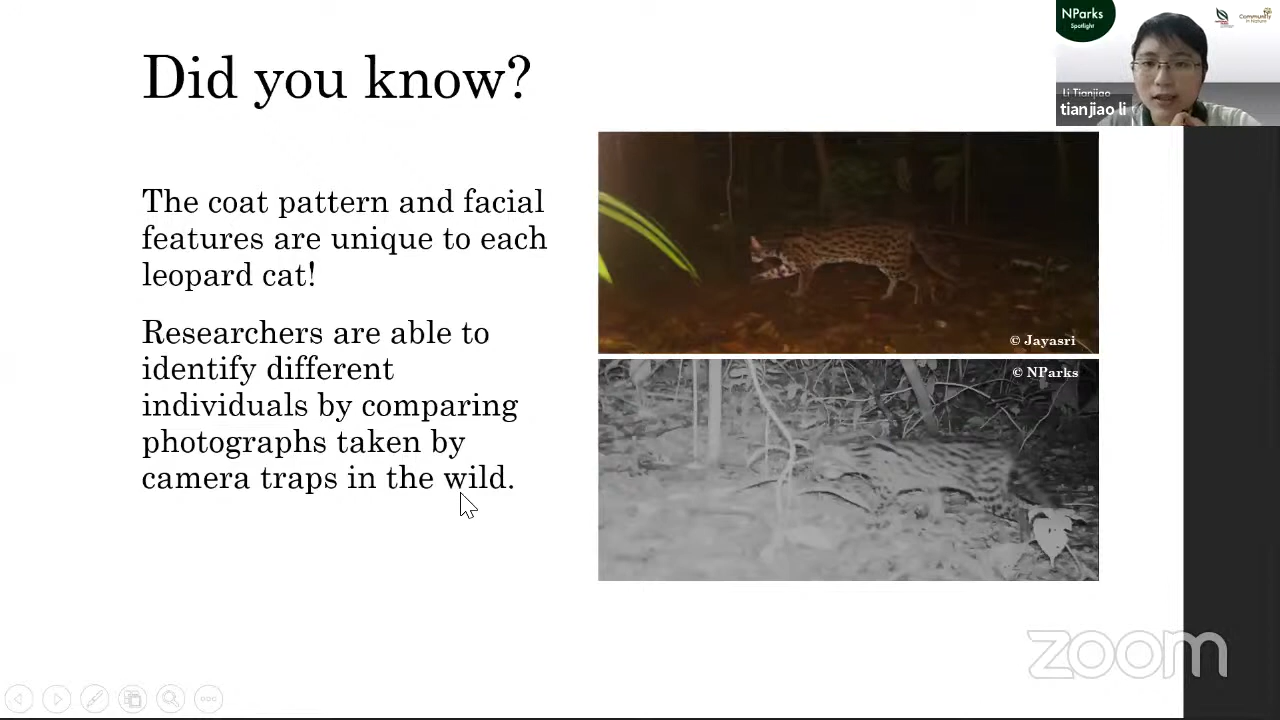 Did you know?
NParks
Spotlight
Community
in Nature
Li Tianjiao
tianjiao li
The coat pattern and facial
features are unique to each
leopard cat!
Researchers are able to
identify different
individuals by comparing
photographs taken by
camera traps in the wild.
© Jayasri
© NParks
zoom